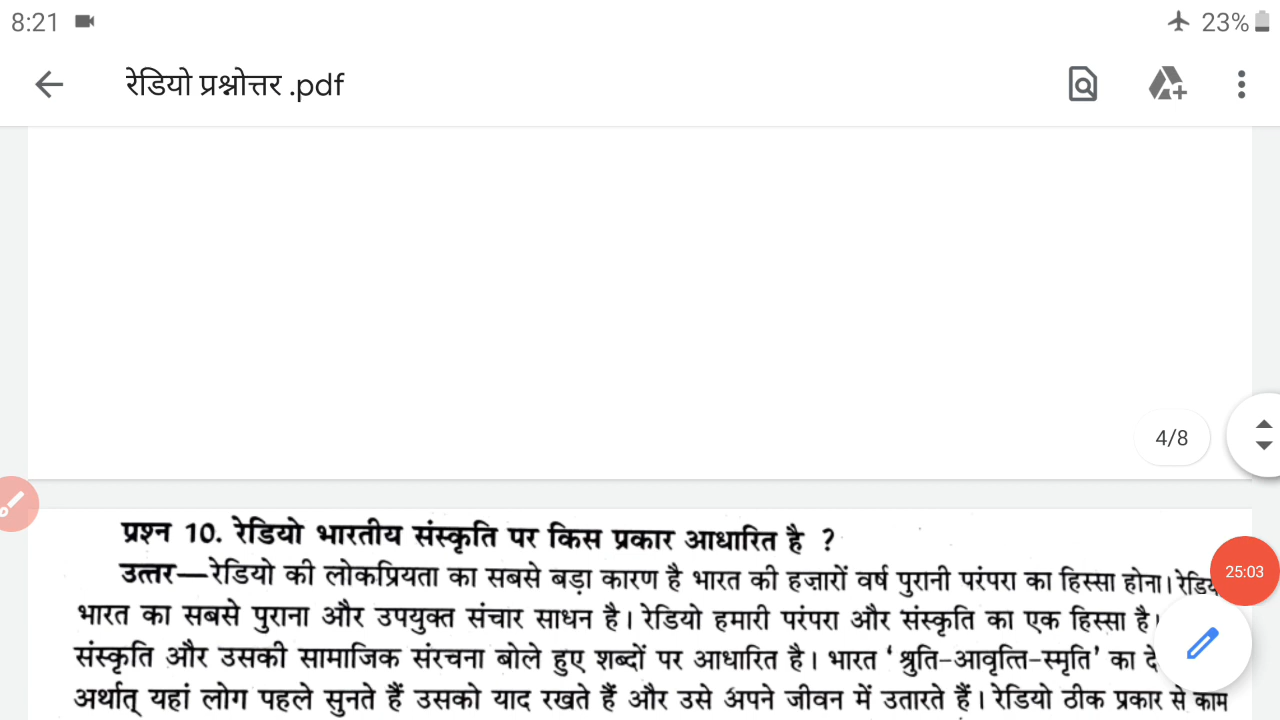 8:21
23%
रेडियो प्रश्नोत्तर .pdf
4/8
प्रश्न 10. रेडियो भारतीय संस्कृति पर किस प्रकार आधारित है ?
उत्तर—रेडियो की लोकप्रियता का सबसे बड़ा कारण है भारत की हज़ारों वर्ष पुरानी परंपरा का हिस्सा होना।
25:03
भारत का सबसे पुराना और उपयुक्त संचार साधन है। रेडियो हमारी परंपरा और संस्कृति का एक हिस्सा है।
संस्कृति और उसकी सामाजिक संरचना बोले हुए शब्दों पर आधारित है। भारत ‘श्रुति-आवृत्ति-स्मृति’ का
अर्थात् यहां लोग पहले सुनते हैं उसको याद रखते हैं और उसे अपने जीवन में उतारते हैं। रेडियो ठीक प्रकार से काम